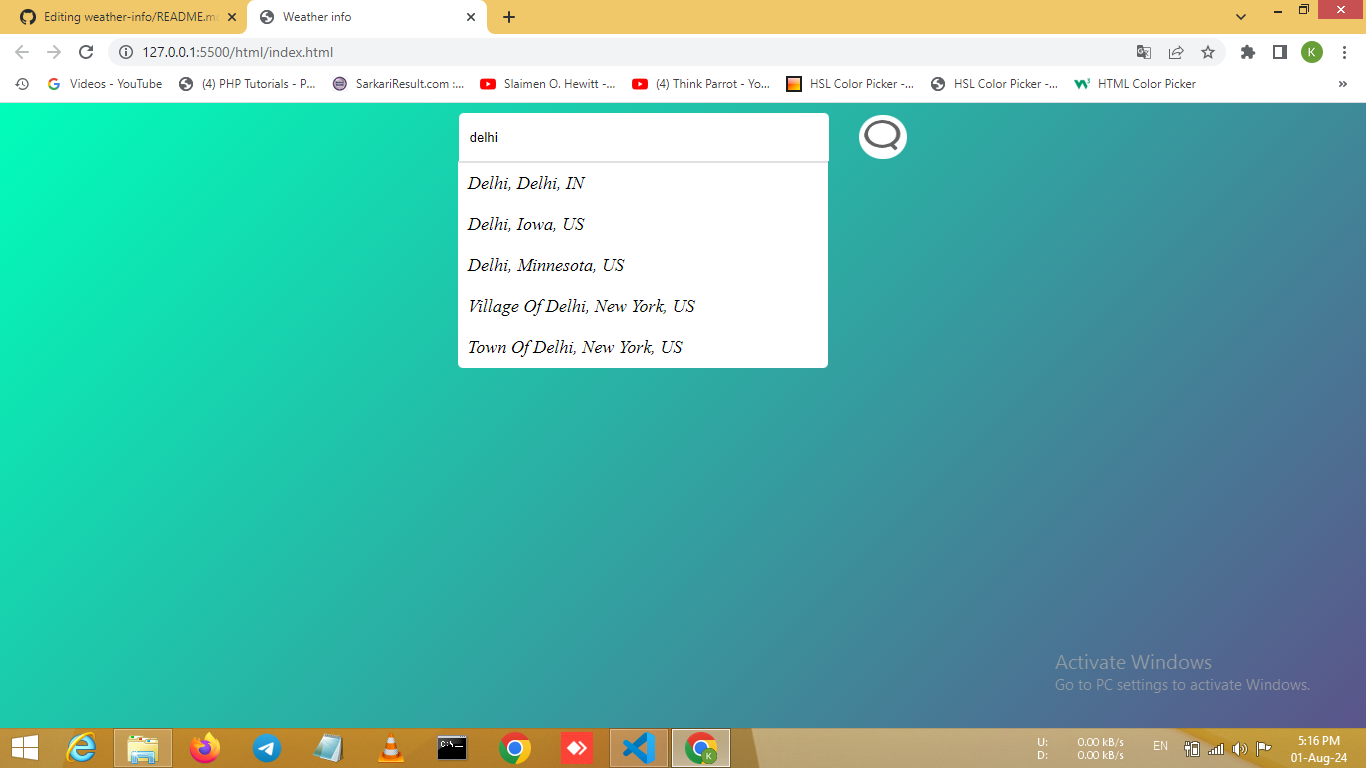 Editing weather-info/README.m
Weather info
127.0.0.1:5500/html/index.html
K
Videos - YouTube
(4) PHP Tutorials - P...
SarkariResult.com :...
Slaimen O. Hewitt -...
(4) Think Parrot - Yo...
HSL Color Picker -...
HSL Color Picker -...
HTML Color Picker
»
delhi
Delhi, Delhi, IN
Delhi, Iowa, US
Delhi, Minnesota, US
Village Of Delhi, New York, US
Town Of Delhi, New York, US
Activate Windows
Go to PC settings to activate Windows.
U: 0.00 kB/s
D: 0.00 kB/s
EN
5:16 PM
01-Aug-24